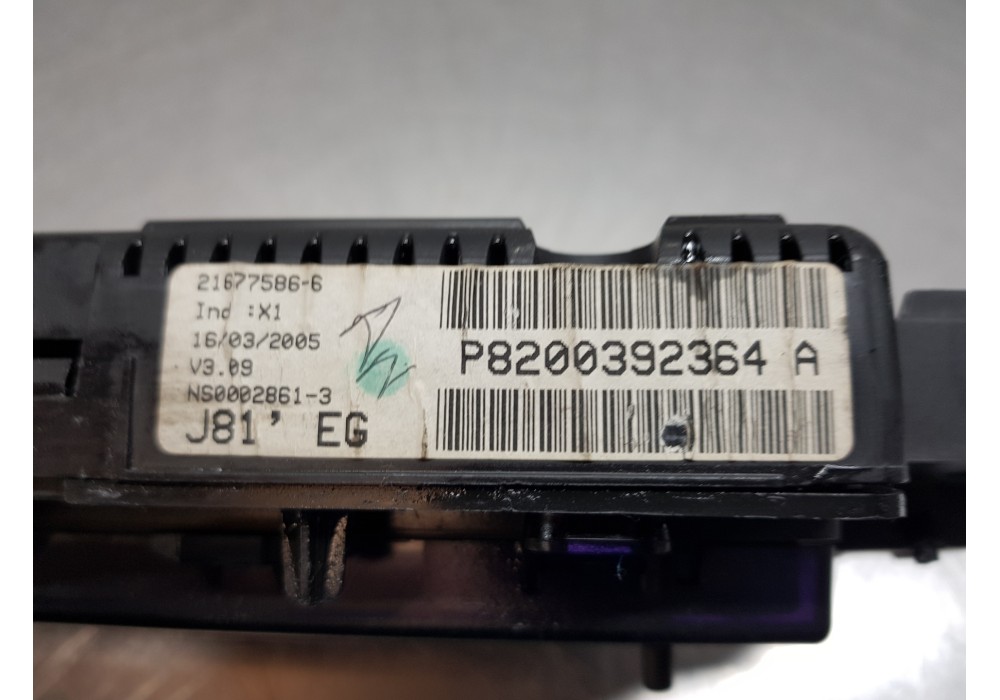 21677586-6
Ind :X1
16/03/2005
V3.09
NS0002861-3
J81' EG
P8200392364 A